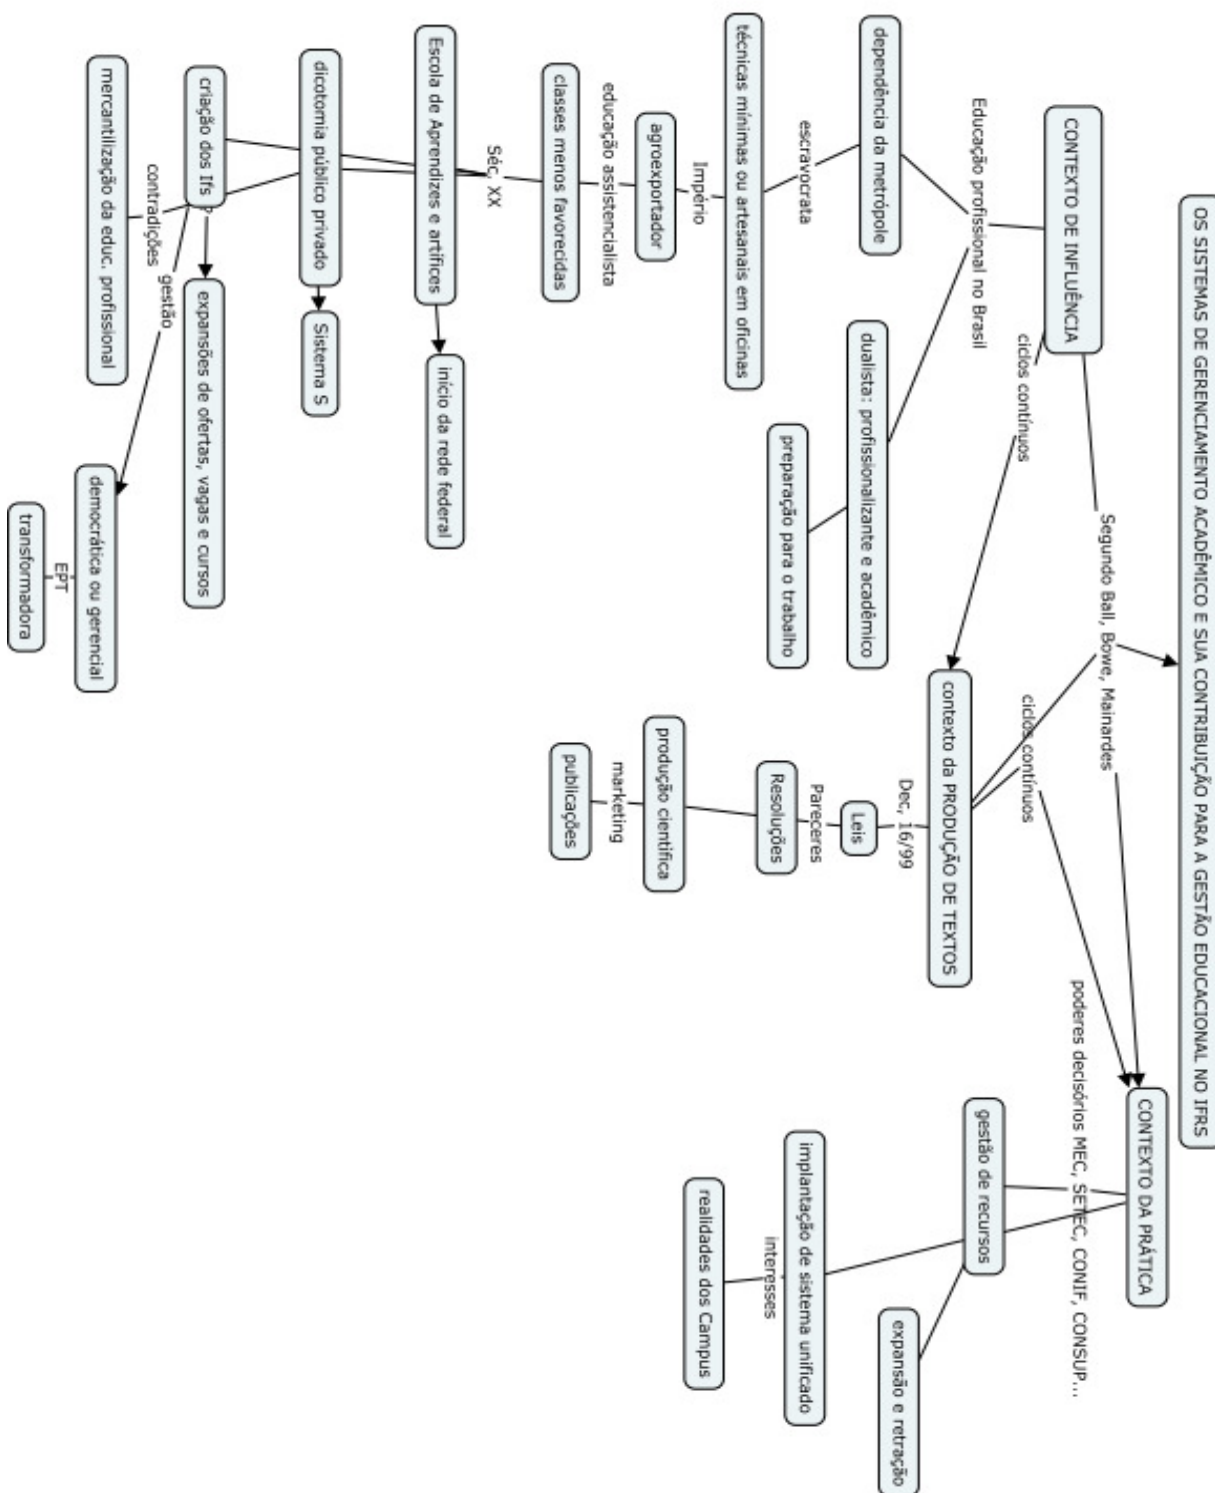 OS SISTEMAS DE GERENCIAMENTO ACADÊMICO E SUA CONTRIBUIÇÃO PARA A GESTÃO EDUCACIONAL NO IFRS
Segundo Ball, Bowe, Mainardes
CONTEXTO DE INFLUÊNCIA
ciclos contínuos
contexto da PRODUÇÃO DE TEXTOS
ciclos contínuos
CONTEXTO DA PRÁTICA
Educação profissional no Brasil
dependência da metrópole
dualista: profissionalizante e acadêmico
preparação para o trabalho
escravocrata
técnicas mínimas ou artesanais em oficinas
Império
agroexportador
educação assistencialista
classes menos favorecidas
Séc, XX
Escola de Aprendizes e artífices
início da rede federal
dicotomia público privado
Sistema S
criação dos Ifs
?
expansões de ofertas, vagas e cursos
contradições
mercantilização da educ. profissional
gestão
democrática ou gerencial
EPT
transformadora
Dec, 16/99
Leis
Pareceres
Resoluções
produção cientifica
marketing
publicações
poderes decisórios MEC, SETEC, CONIF, CONSUP...
gestão de recursos
expansão e retração
implantação de sistema unificado
interesses
realidades dos Campus